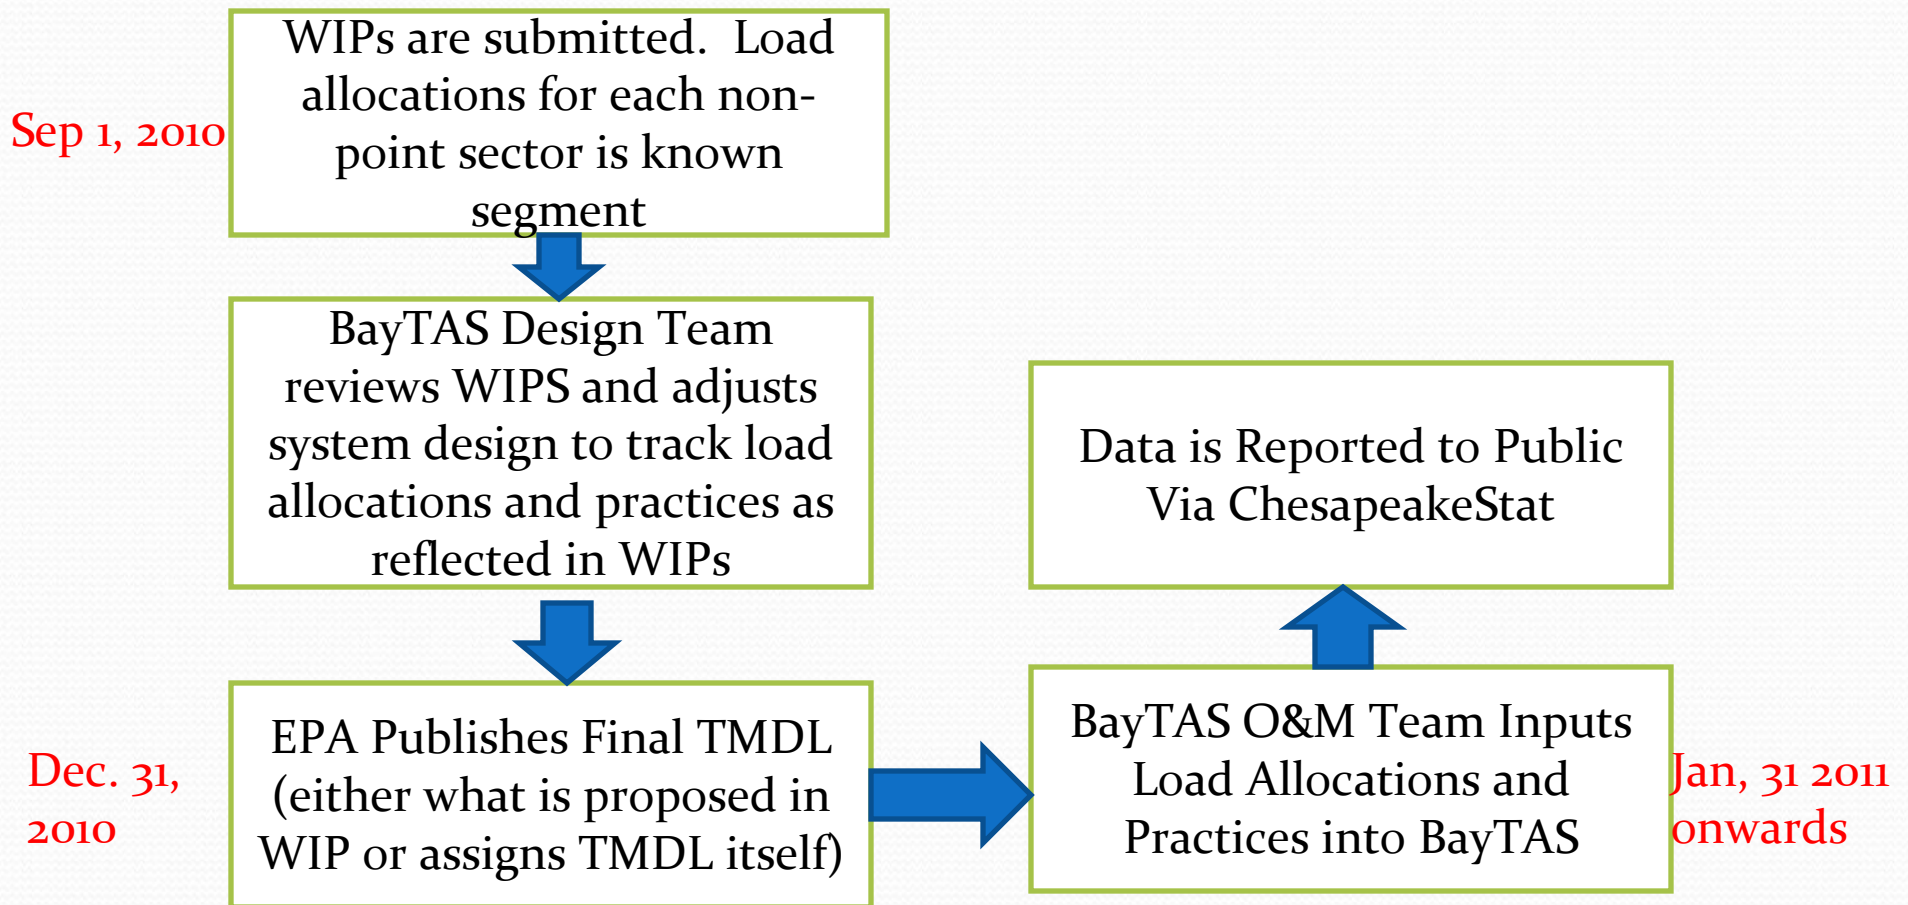 Sep 1, 2010
WIPs are submitted.  Load
allocations for each non-
point sector is known
segment
BayTAS Design Team
reviews WIPS and adjusts
system design to track load
allocations and practices as
reflected in WIPs
Dec. 31,
2010
EPA Publishes Final TMDL
(either what is proposed in
WIP or assigns TMDL itself)
BayTAS O&M Team Inputs
Load Allocations and
Practices into BayTAS
Jan, 31 2011
onwards
Data is Reported to Public
Via ChesapeakeStat